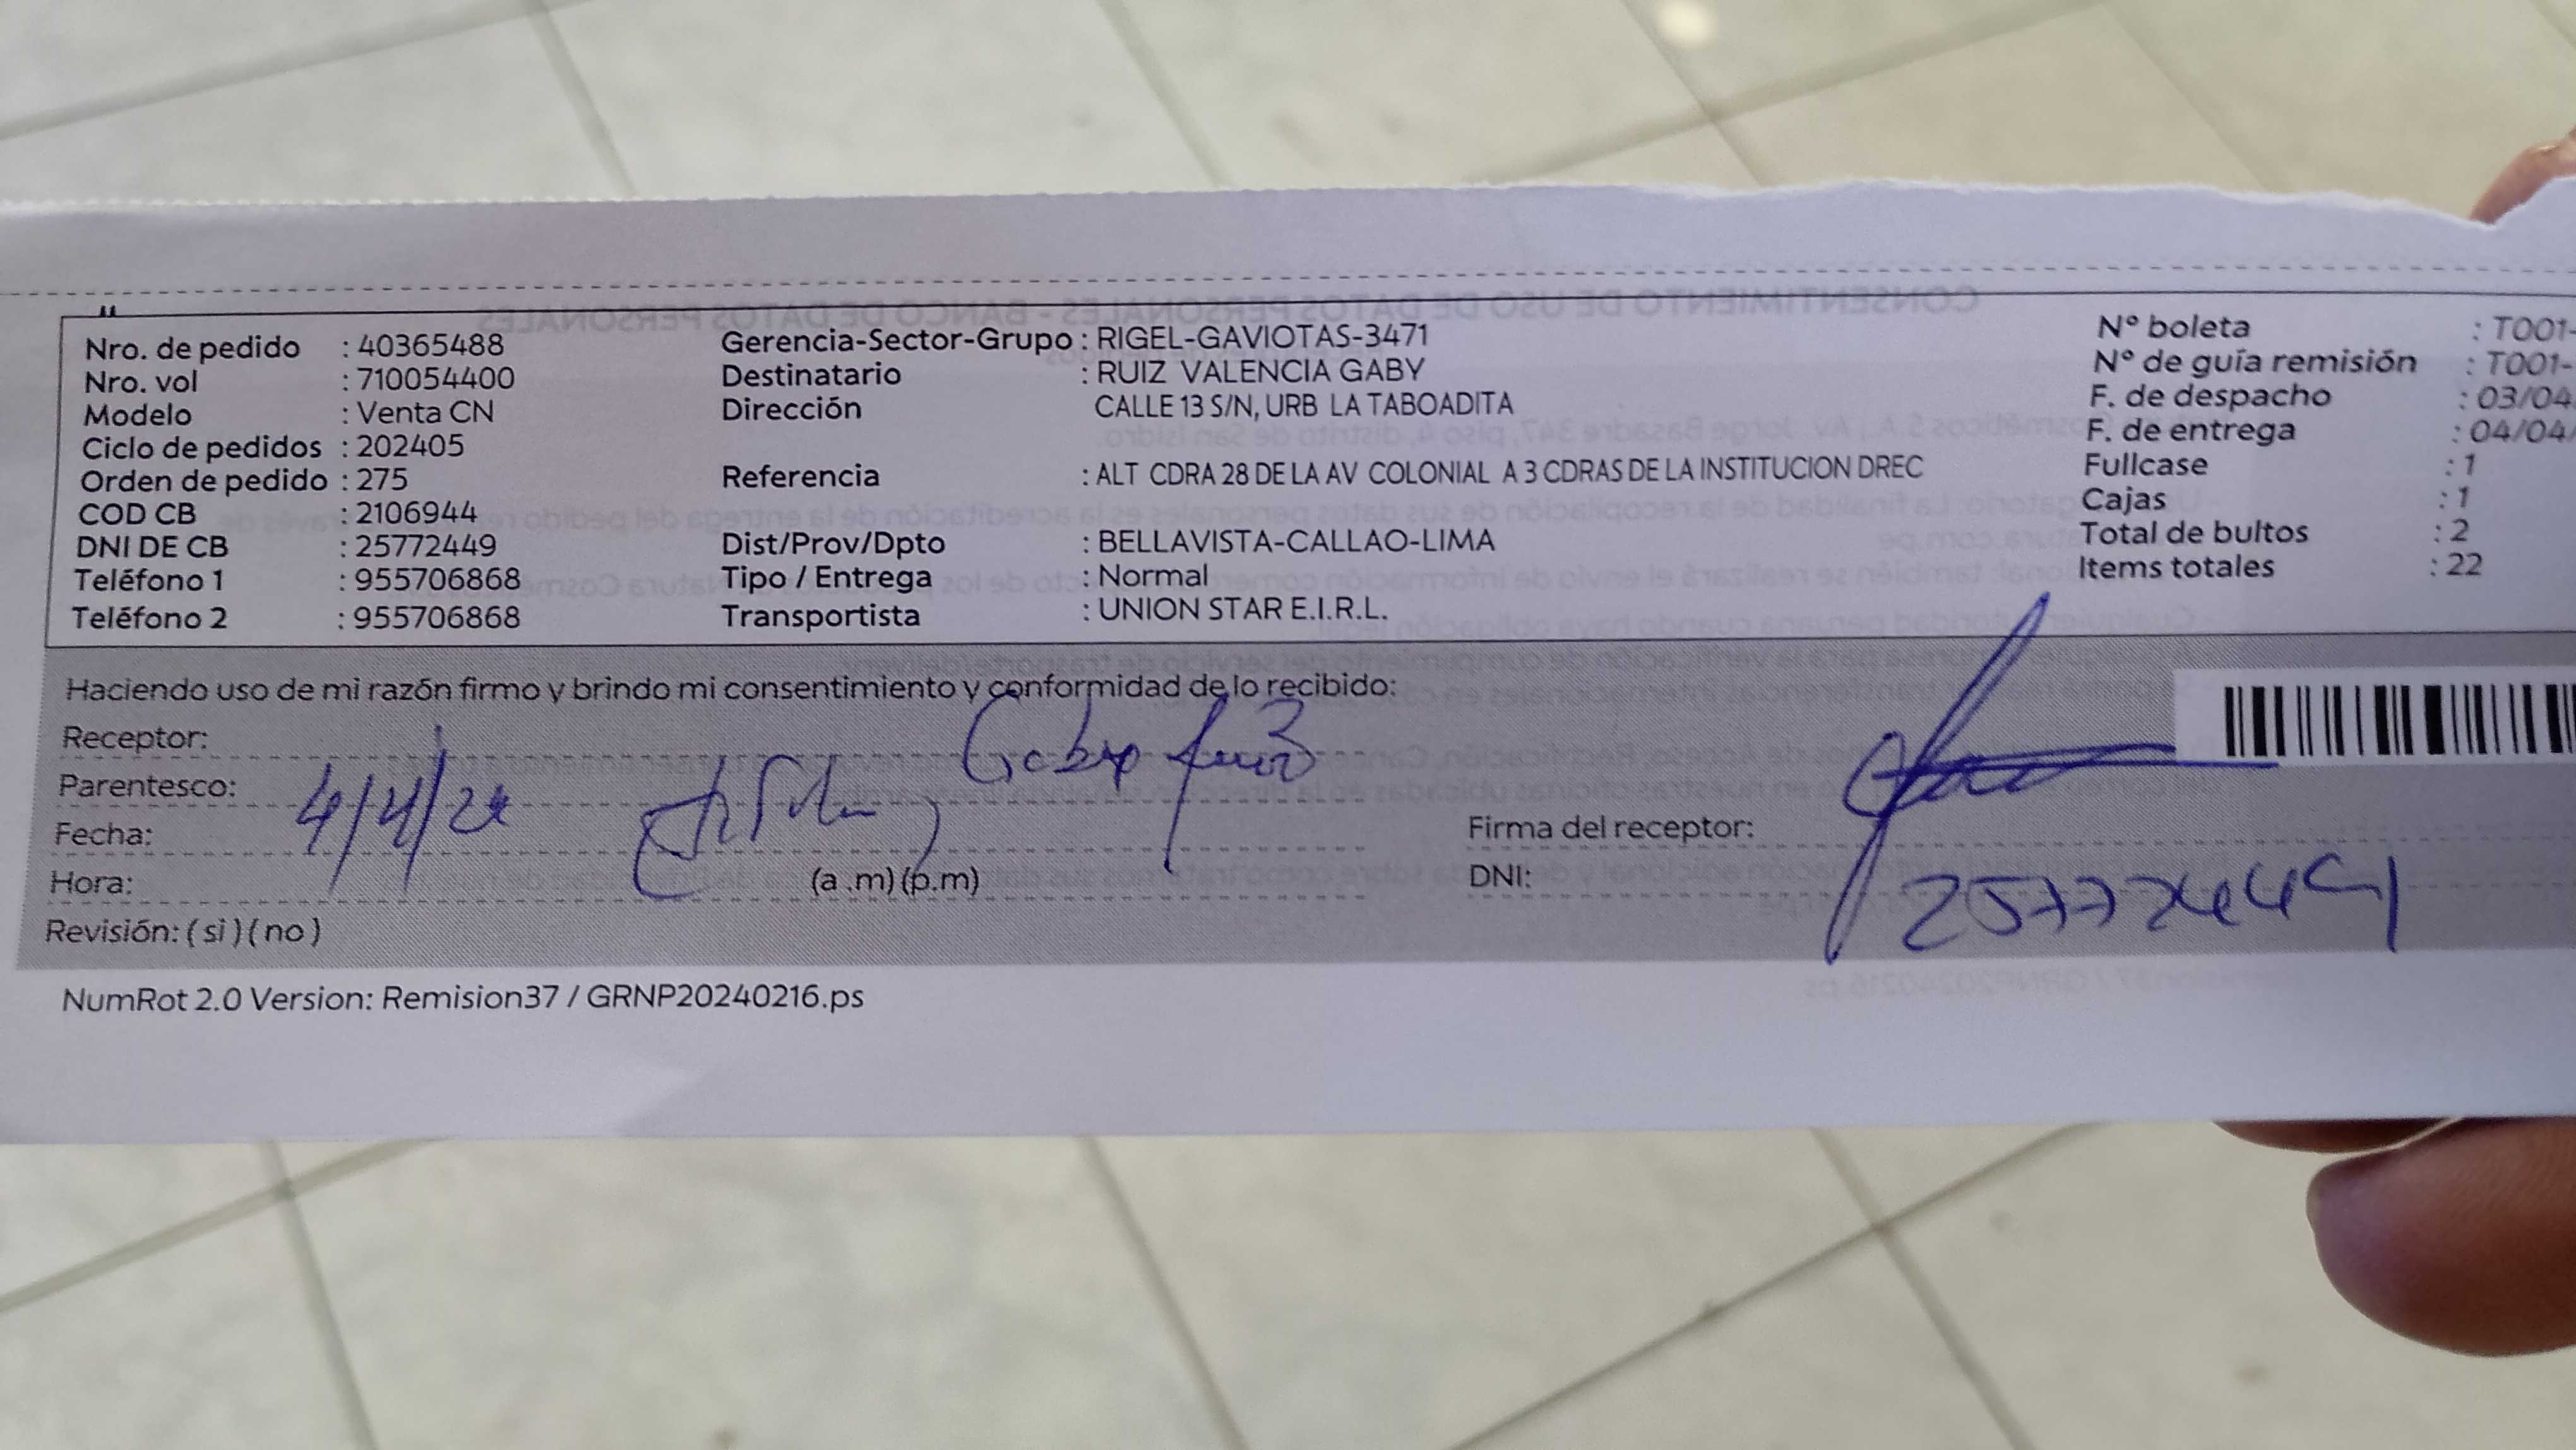 Nro. de pedido : 40365488
Nro. vol : 710054400
Modelo : Venta CN
Ciclo de pedidos : 202405
Orden de pedido : 275
COD CB : 2106944
DNI DE CB : 25772449
Teléfono 1 : 955706868
Teléfono 2 : 955706868
Gerencia-Sector-Grupo : RIGEL-GAVIOTAS-3471
Destinatario : RUIZ VALENCIA GABY
Dirección CALLE 13 S/N, URB LA TABOADITA
Referencia : ALT CDRA 28 DE LA AV COLONIAL A 3 CDRAS DE LA INSTITUCION DREC
Dist/Prov/Dpto : BELLAVISTA-CALLAO-LIMA
Tipo / Entrega : Normal
Transportista : UNION STAR E.I.R.L.
N° boleta : T001-
N° de guía remisión : T001-
F. de despacho : 03/04
F. de entrega : 04/04/
Fullcase : 1
Cajas : 1
Total de bultos : 2
Items totales : 22
Haciendo uso de mi razón firmo y brindo mi consentimiento y conformidad de lo recibido:
Receptor: Gaby Ruiz
Parentesco:
Fecha: 4/4/24
Hora: (a .m) (p.m)
Revisión: ( si ) ( no )
Firma del receptor:
DNI: 25772449
NumRot 2.0 Version: Remision37 / GRNP20240216.ps